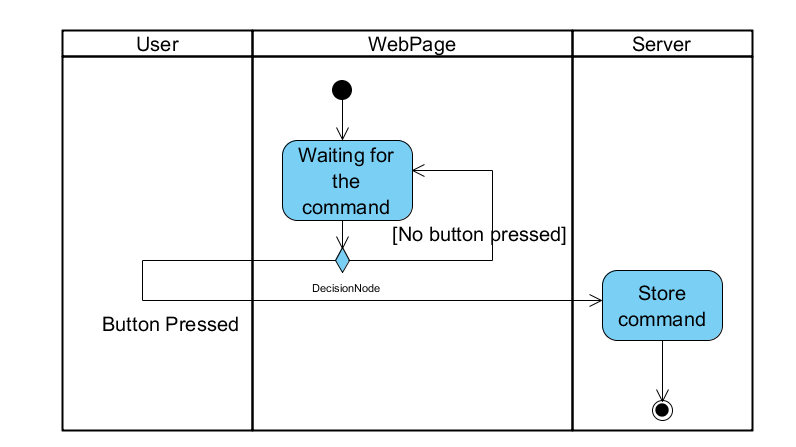 User
WebPage
Server
Waiting for
the
command
[No button pressed]
DecisionNode
Store
command
Button Pressed